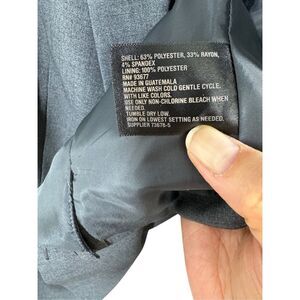 SHELL: 63% POLYESTER, 33% RAYON,
4% SPANDEX
LINING: 100% POLYESTER
RN# 93677
MADE IN GUATEMALA
MACHINE WASH COLD GENTLE CYCLE.
WITH LIKE COLORS.
USE ONLY NON-CHLORINE BLEACH WHEN
NEEDED.
TUMBLE DRY LOW.
IRON ON LOWEST SETTING AS NEEDED.
SUPPLIER 73678-5